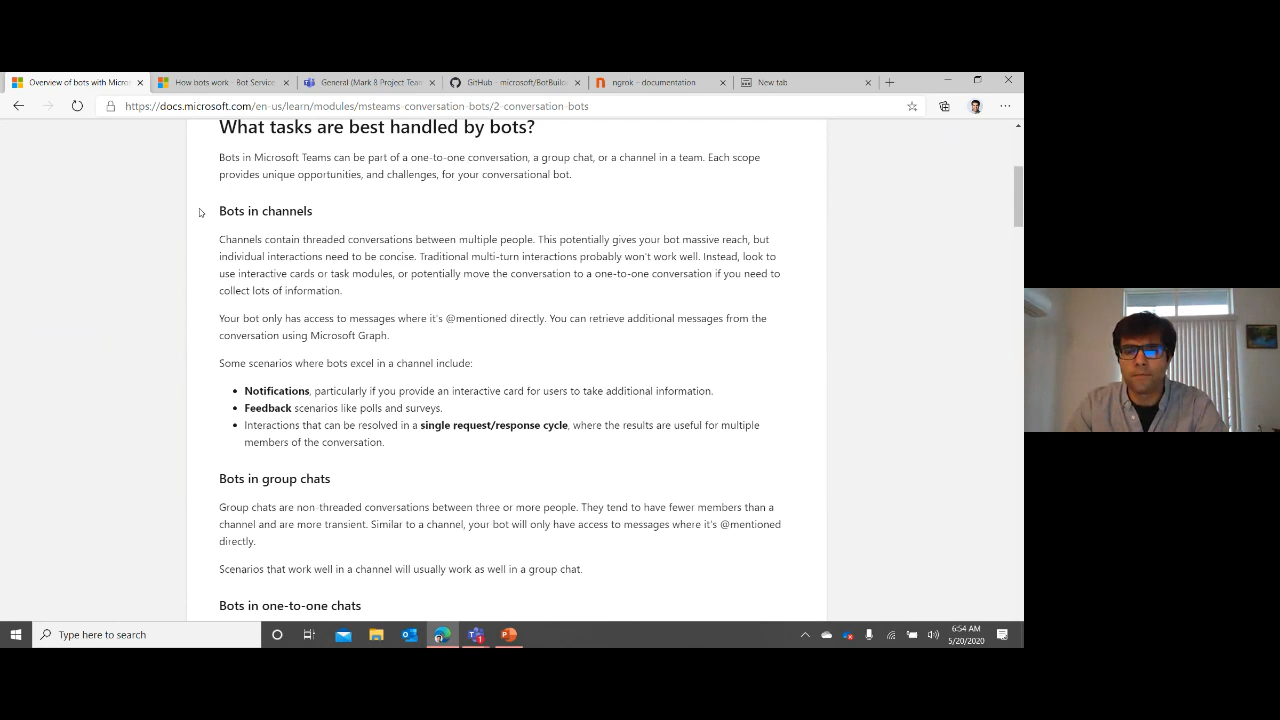 Overview of bots with Micro
How bots work - Bot Service
General (Mark 8 Project Team
GitHub - microsoft/BotBuild
ngrok – documentation
New tab
https://docs.microsoft.com/en-us/learn/modules/msteams-conversation-bots/2-conversation-bots
What tasks are best handled by bots?
Bots in Microsoft Teams can be part of a one-to-one conversation, a group chat, or a channel in a team. Each scope
provides unique opportunities, and challenges, for your conversational bot.
Bots in channels
Channels contain threaded conversations between multiple people. This potentially gives your bot massive reach, but
individual interactions need to be concise. Traditional multi-turn interactions probably won't work well. Instead, look to
use interactive cards or task modules, or potentially move the conversation to a one-to-one conversation if you need to
collect lots of information.
Your bot only has access to messages where it's @mentioned directly. You can retrieve additional messages from the
conversation using Microsoft Graph.
Some scenarios where bots excel in a channel include:
• Notifications, particularly if you provide an interactive card for users to take additional information.
• Feedback scenarios like polls and surveys.
• Interactions that can be resolved in a single request/response cycle, where the results are useful for multiple
members of the conversation.
Bots in group chats
Group chats are non-threaded conversations between three or more people. They tend to have fewer members than a
channel and are more transient. Similar to a channel, your bot will only have access to messages where it's @mentioned
directly.
Scenarios that work well in a channel will usually work as well in a group chat.
Bots in one-to-one chats
Type here to search
6:54 AM
5/20/2020